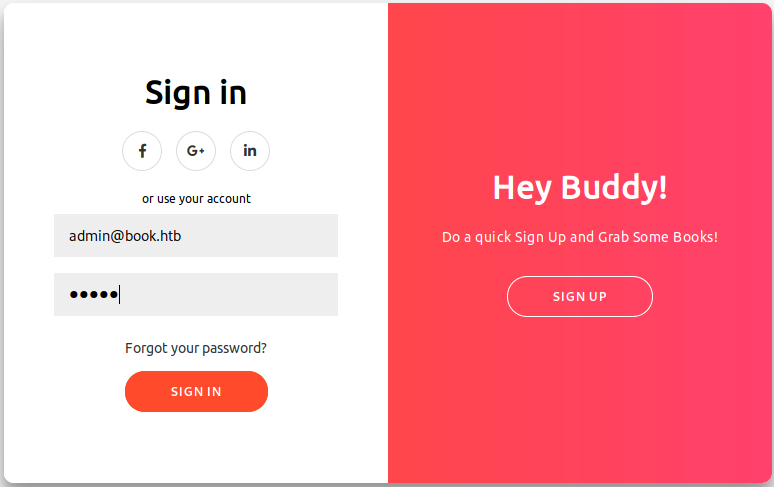 Sign in
G+
in
or use your account
admin@book.htb
●●●●●
Forgot your password?
SIGN IN
Hey Buddy!
Do a quick Sign Up and Grab Some Books!
SIGN UP